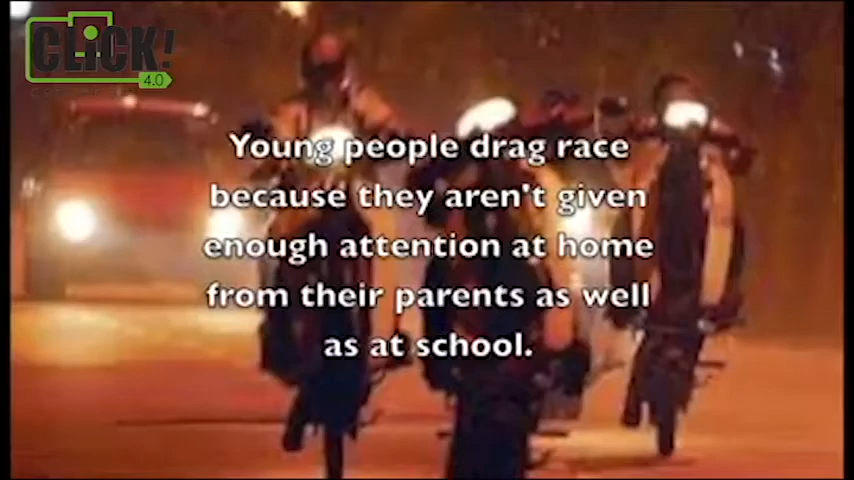 CLiCK!
4.0
Young people drag race
because they aren't given
enough attention at home
from their parents as well
as at school.